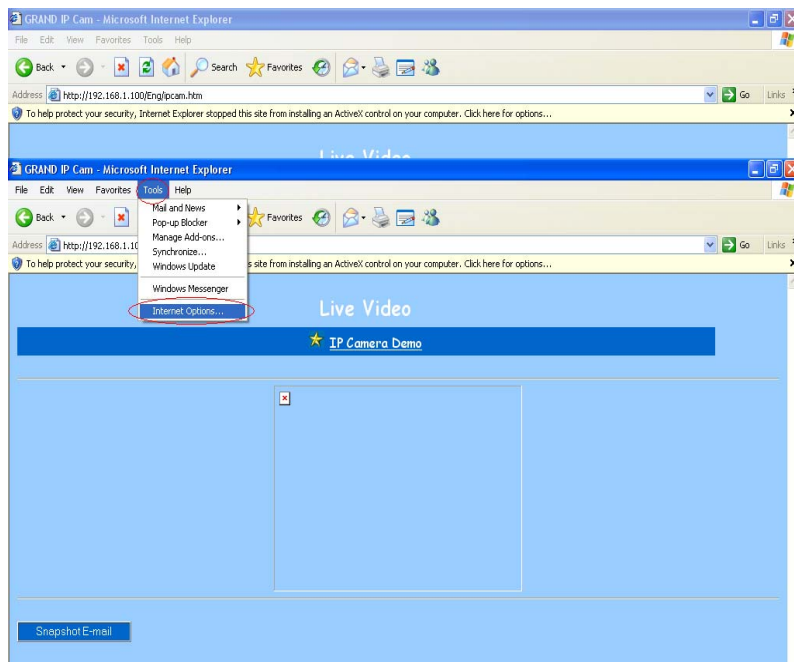 GRAND IP Cam - Microsoft Internet Explorer
File Edit View Favorites Tools Help
Back Search Favorites
Address http://192.168.1.100/Eng/ipcam.htm Go Links
To help protect your security, Internet Explorer stopped this site from installing an ActiveX control on your computer. Click here for options...
Live Video
GRAND IP Cam - Microsoft Internet Explorer
File Edit View Favorites Tools Help
Back Favorites
Mail and News
Pop-up Blocker
Manage Add-ons...
Synchronize...
Windows Update
Windows Messenger
Internet Options...
Address http://192.168.1.10 Go Links
To help protect your security, s site from installing an ActiveX control on your computer. Click here for options...
Live Video
IP Camera Demo
Snapshot E-mail